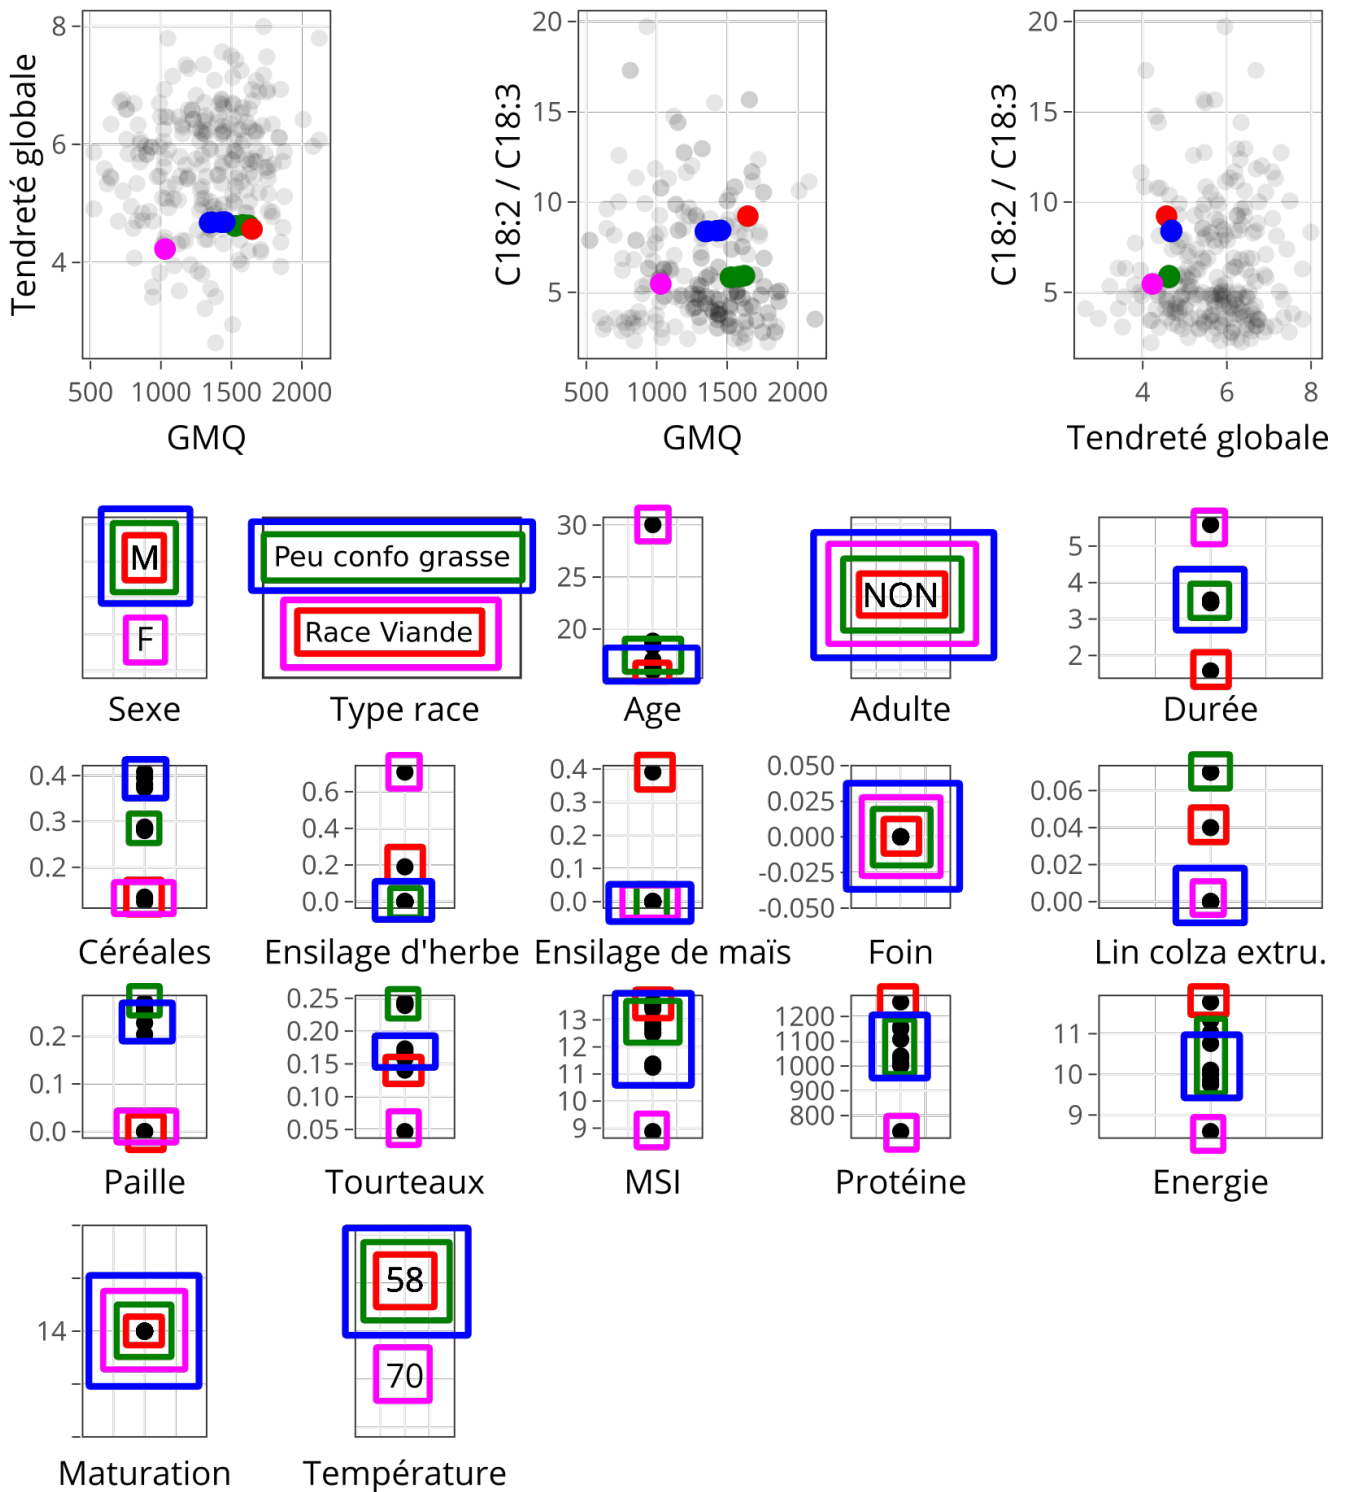 8
6
4
Tendreté globale
500 1000 1500 2000
GMQ
20
15
10
5
C18:2 / C18:3
500 1000 1500 2000
GMQ
20
15
10
5
C18:2 / C18:3
4 6 8
Tendreté globale
M
F
Sexe
Peu confo grasse
Race Viande
Type race
30
25
20
Age
NON
Adulte
5
4
3
2
Durée
0.4
0.3
0.2
Céréales
0.6
0.4
0.2
0.0
Ensilage d'herbe
0.4
0.3
0.2
0.1
0.0
Ensilage de maïs
0.050
0.025
0.000
-0.025
-0.050
Foin
0.06
0.04
0.02
0.00
Lin colza extru.
0.2
0.1
0.0
Paille
0.25
0.20
0.15
0.10
0.05
Tourteaux
13
12
11
10
9
MSI
1200
1100
1000
900
800
Protéine
11
10
9
Energie
14
Maturation
58
70
Température